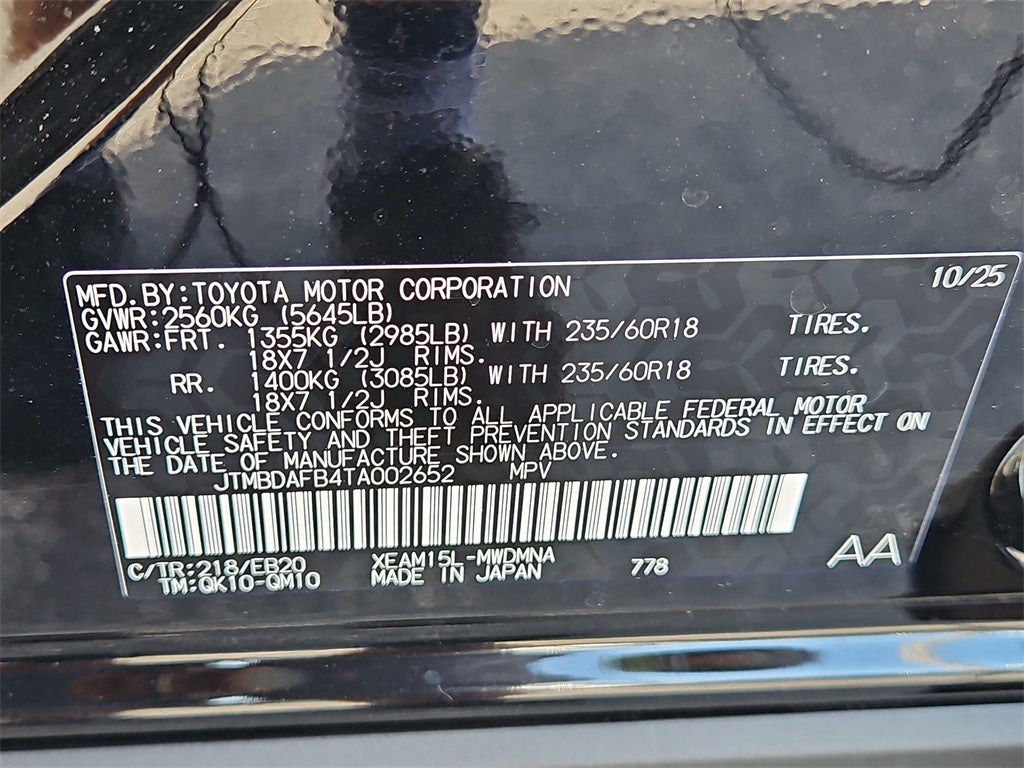 MFD. BY: TOYOTA MOTOR CORPORATION 10/25
GVWR: 2560KG (5645LB)
GAWR: FRT. 1355KG (2985LB) WITH 235/60R18 TIRES.
18X7 1/2J RIMS.
RR. 1400KG (3085LB) WITH 235/60R18 TIRES.
18X7 1/2J RIMS.
THIS VEHICLE CONFORMS TO ALL APPLICABLE FEDERAL MOTOR
VEHICLE SAFETY AND THEFT PREVENTION STANDARDS IN EFFECT ON
THE DATE OF MANUFACTURE SHOWN ABOVE.
JTMBDAFB4TA002652 MPV
C/TR: 218/EB20 XEAM15L-MWDMNA 778 AA
TM: QK10-QM10 MADE IN JAPAN